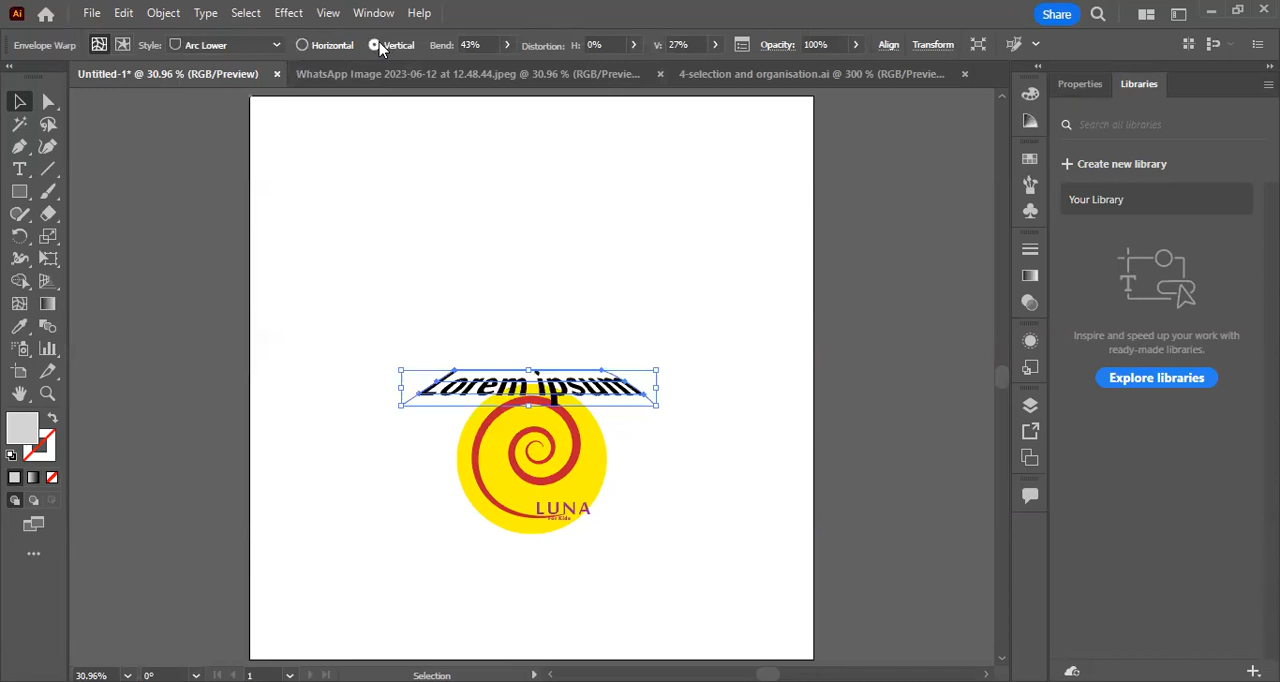 Ai File Edit Object Type Select Effect View Window Help Share
Envelope Warp Style: Arc Lower Horizontal Vertical Bend: 43% Distortion: H: 0% V: 27% Opacity: 100% Align Transform
Untitled-1* @ 30.96 % (RGB/Preview) × WhatsApp Image 2023-06-12 at 12.48.44.jpeg @ 30.96 % (RGB/Previe... × 4-selection and organisation.ai @ 300 % (RGB/Preview... ×
Properties Libraries
Search all libraries
Create new library
Your Library
Inspire and speed up your work with
ready-made libraries.
Explore libraries
Lorem ipsum
LUNA
For Kids
30.96% 0° 1 Selection